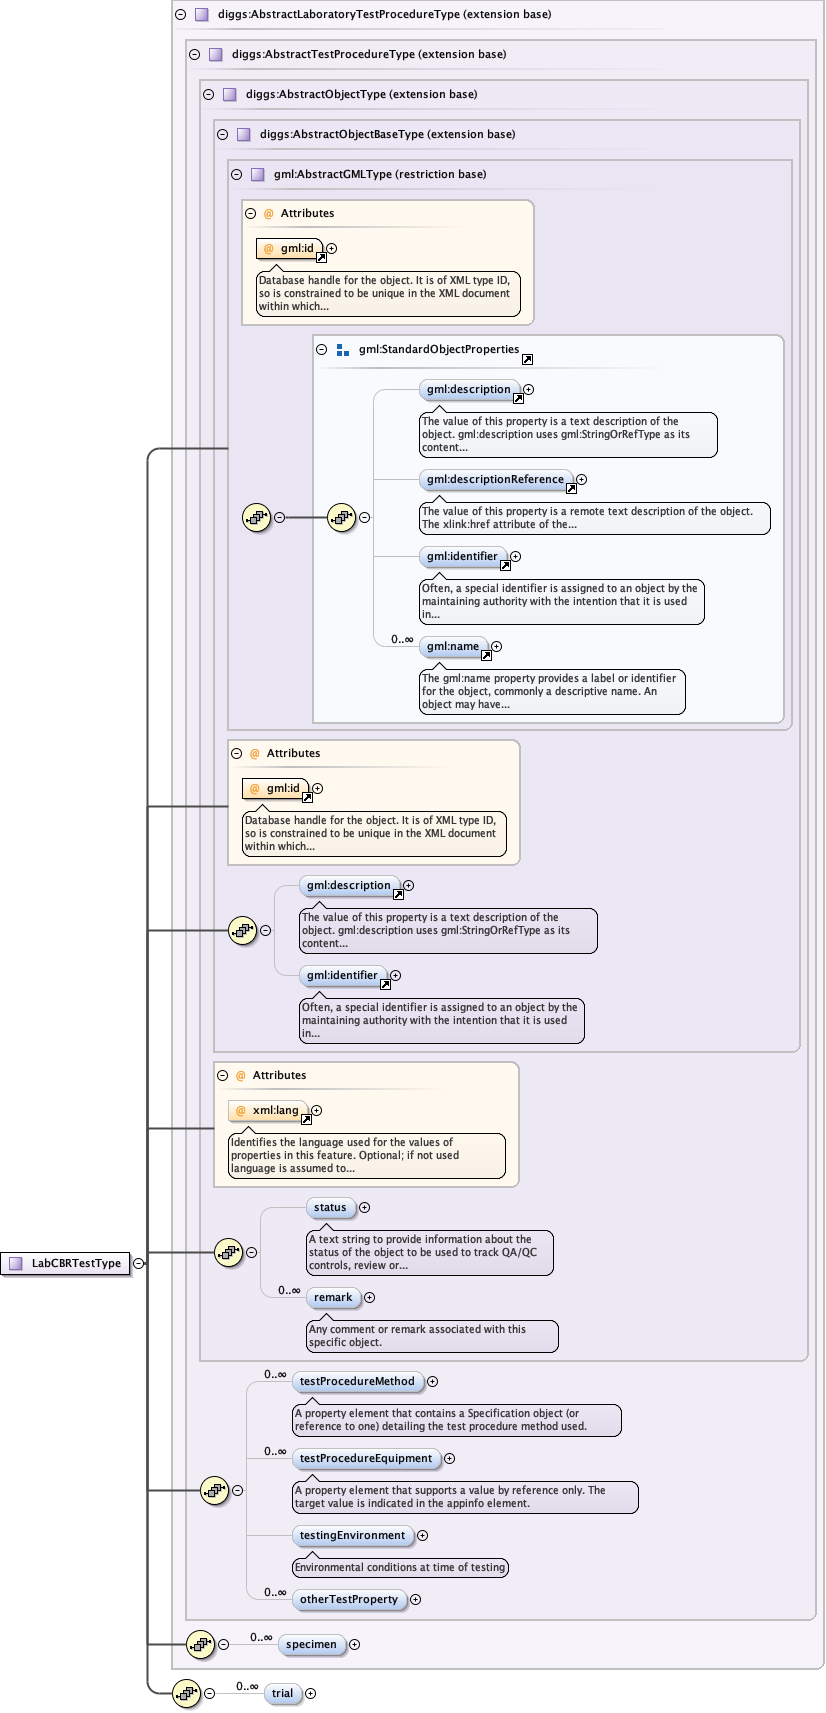 diggs:AbstractLaboratoryTestProcedureType (extension base)
diggs:AbstractTestProcedureType (extension base)
diggs:AbstractObjectType (extension base)
diggs:AbstractObjectBaseType (extension base)
gml:AbstractGMLType (restriction base)
@ Attributes
@ gml:id
Database handle for the object. It is of XML type ID,
so is constrained to be unique in the XML document
within which...
gml:StandardObjectProperties
gml:description
The value of this property is a text description of the
object. gml:description uses gml:StringOrRefType as its
content...
gml:descriptionReference
The value of this property is a remote text description of the object.
The xlink:href attribute of the...
gml:identifier
Often, a special identifier is assigned to an object by the
maintaining authority with the intention that it is used
in...
0..∞ gml:name
The gml:name property provides a label or identifier
for the object, commonly a descriptive name. An
object may have...
@ Attributes
@ gml:id
Database handle for the object. It is of XML type ID,
so is constrained to be unique in the XML document
within which...
gml:description
The value of this property is a text description of the
object. gml:description uses gml:StringOrRefType as its
content...
gml:identifier
Often, a special identifier is assigned to an object by the
maintaining authority with the intention that it is used
in...
@ Attributes
@ xml:lang
Identifies the language used for the values of
properties in this feature. Optional; if not used
language is assumed to...
status
A text string to provide information about the
status of the object to be used to track QA/QC
controls, review or...
LabCBRTestType
0..∞ remark
Any comment or remark associated with this
specific object.
0..∞ testProcedureMethod
A property element that contains a Specification object (or
reference to one) detailing the test procedure method used.
0..∞ testProcedureEquipment
A property element that supports a value by reference only. The
target value is indicated in the appinfo element.
testingEnvironment
Environmental conditions at time of testing
0..∞ otherTestProperty
0..∞ specimen
0..∞ trial